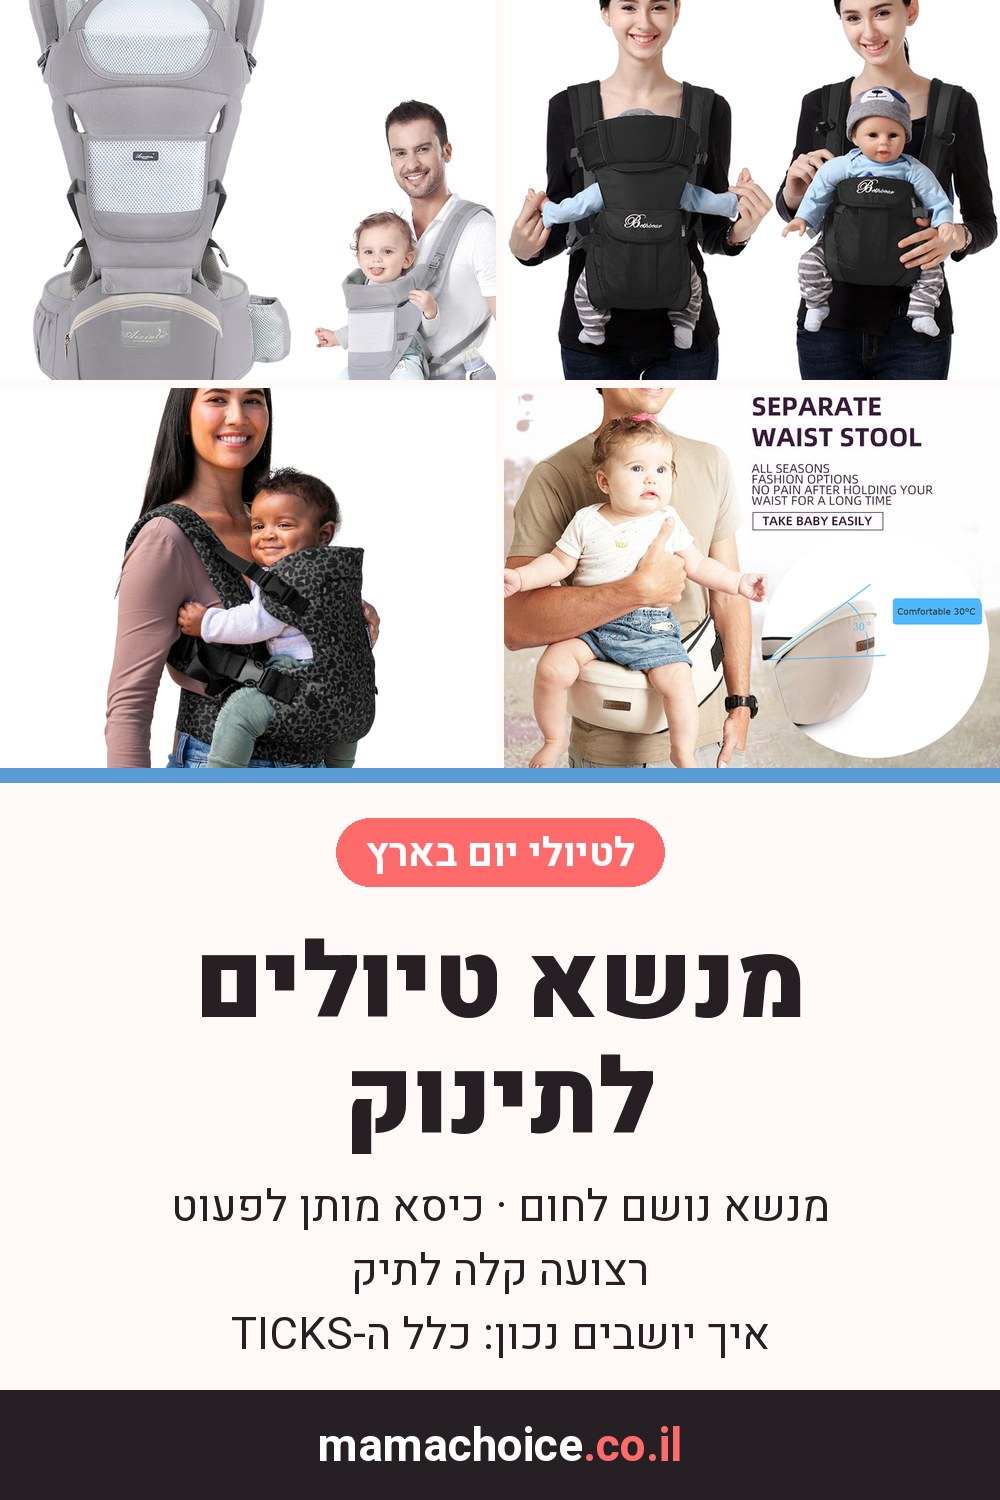 Bethbear
Bethbear
SEPARATE
WAIST STOOL
ALL SEASONS
FASHION OPTIONS
NO PAIN AFTER HOLDING YOUR
WAIST FOR A LONG TIME
TAKE BABY EASILY
Comfortable 30°C
30°
לטיולי יום בארץ
מנשא טיולים
לתינוק
מנשא נושם לחום · כיסא מותן לפעוט
רצועה קלה לתיק
איך יושבים נכון: כלל ה-TICKS
mamachoice.co.il